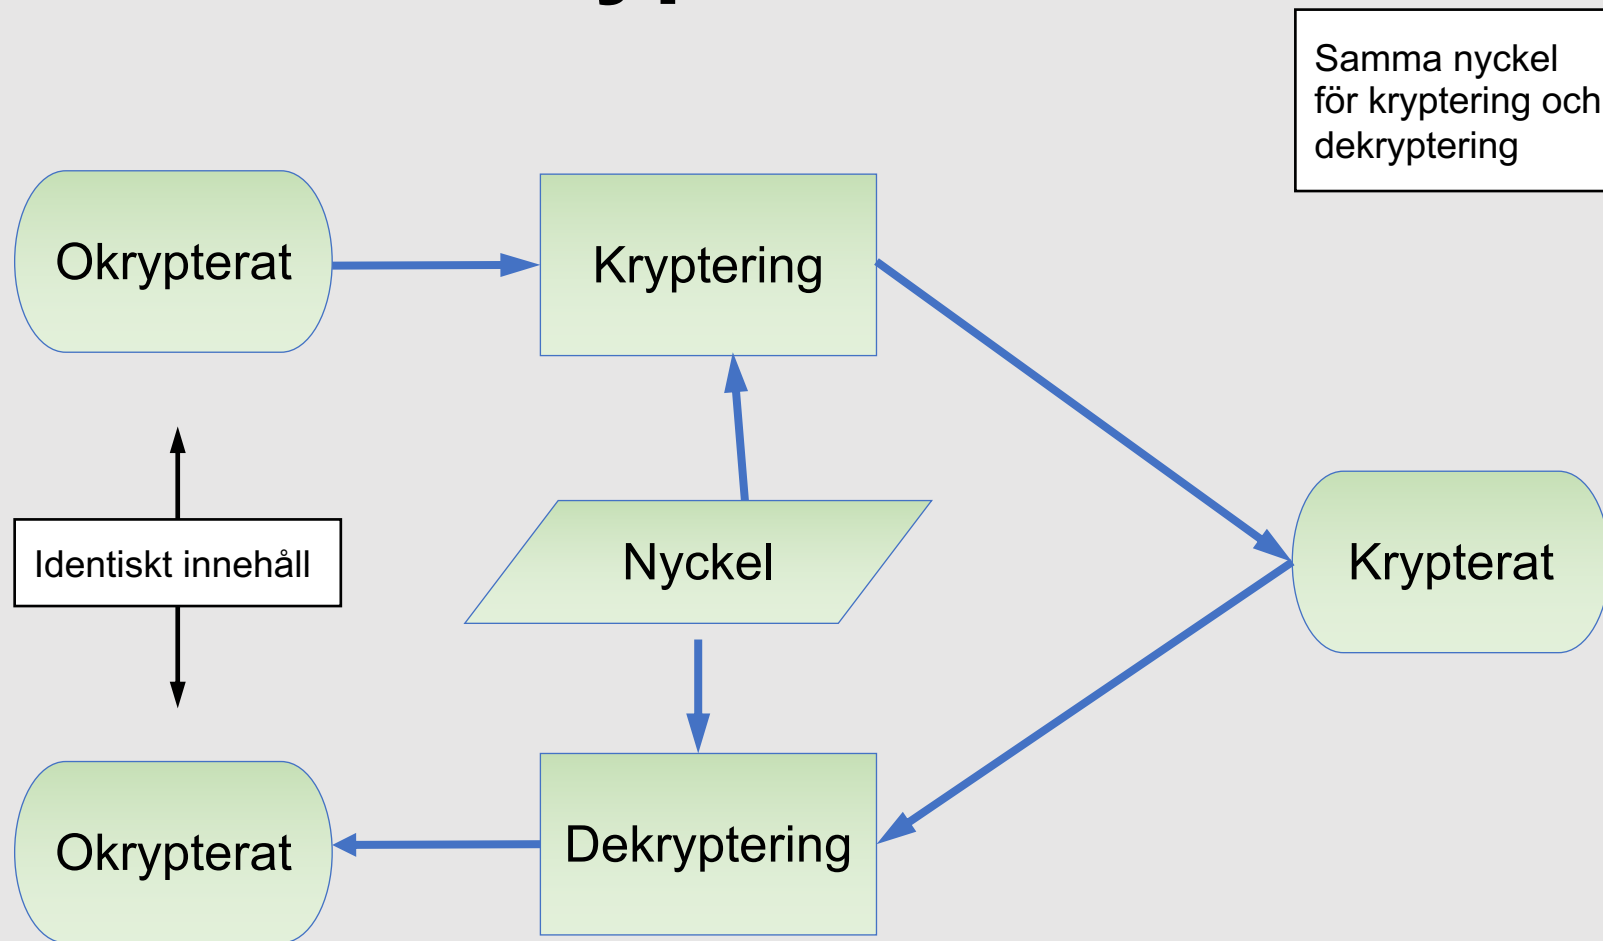 Samma nyckel
för kryptering och
dekryptering
Okrypterat
Kryptering
Identiskt innehåll
Nyckel
Krypterat
Okrypterat
Dekryptering